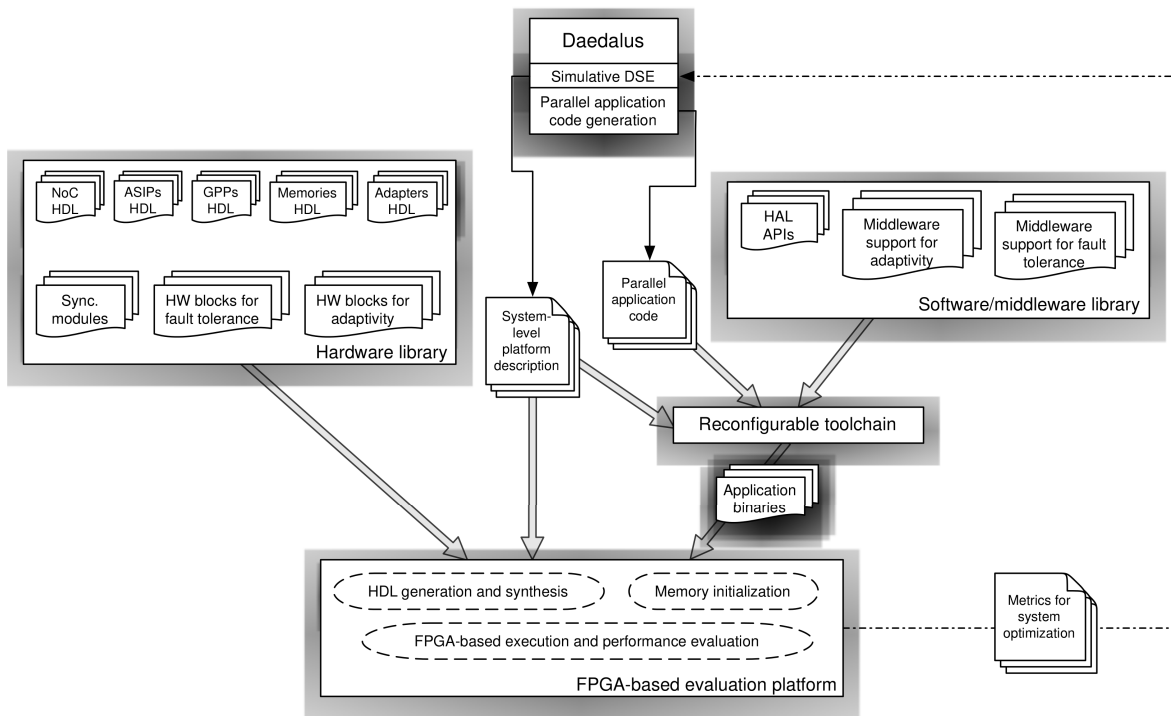 Daedalus
Simulative DSE
Parallel application
code generation
NoC
HDL
ASIPs
HDL
GPPs
HDL
Memories
HDL
Adapters
HDL
Sync.
modules
HW blocks for
fault tolerance
HW blocks for
adaptivity
Hardware library
HAL
APIs
Middleware
support for
adaptivity
Middleware
support for fault
tolerance
Software/middleware library
System-
level
platform
description
Parallel
application
code
Reconfigurable toolchain
Application
binaries
HDL generation and synthesis
Memory initialization
FPGA-based execution and performance evaluation
FPGA-based evaluation platform
Metrics for
system
optimization